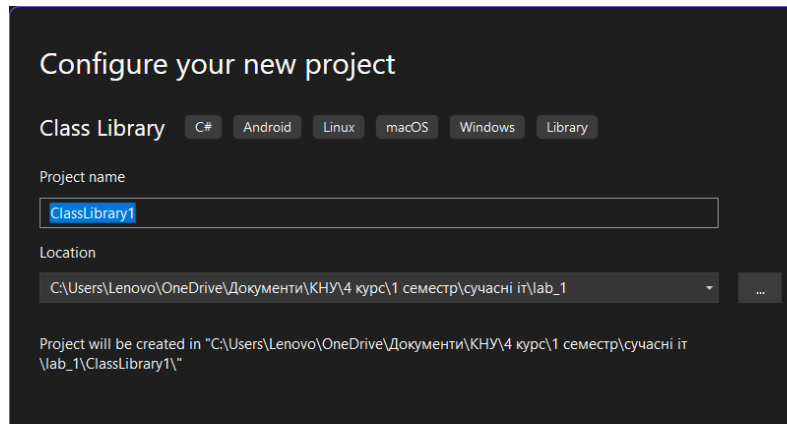 Configure your new project
Class Library C# Android Linux macOS Windows Library
Project name
ClassLibrary1
Location
C:\Users\Lenovo\OneDrive\Документи\КНУ\4 курс\1 семестр\сучасні іт\lab_1
...
Project will be created in "C:\Users\Lenovo\OneDrive\Документи\КНУ\4 курс\1 семестр\сучасні іт
\lab_1\ClassLibrary1\"